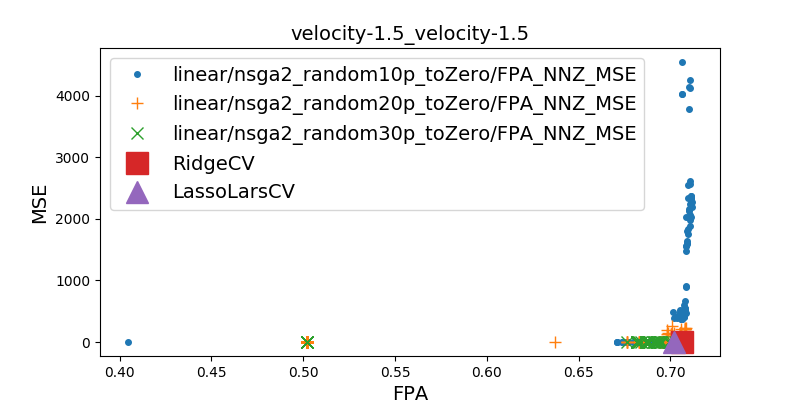 velocity-1.5_velocity-1.5
linear/nsga2_random10p_toZero/FPA_NNZ_MSE
linear/nsga2_random20p_toZero/FPA_NNZ_MSE
linear/nsga2_random30p_toZero/FPA_NNZ_MSE
RidgeCV
LassoLarsCV
MSE
4000
3000
2000
1000
0
0.40 0.45 0.50 0.55 0.60 0.65 0.70
FPA